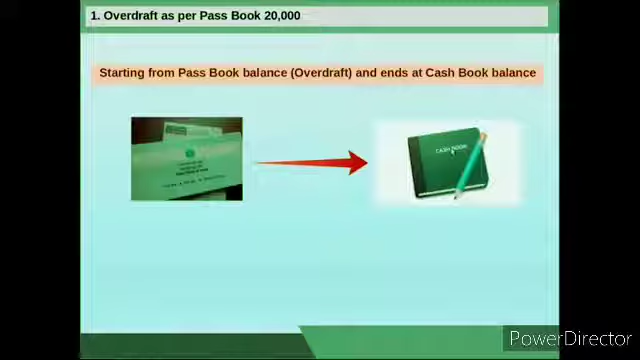 1. Overdraft as per Pass Book 20,000
Starting from Pass Book balance (Overdraft) and ends at Cash Book balance
CASH BOOK
PowerDirector